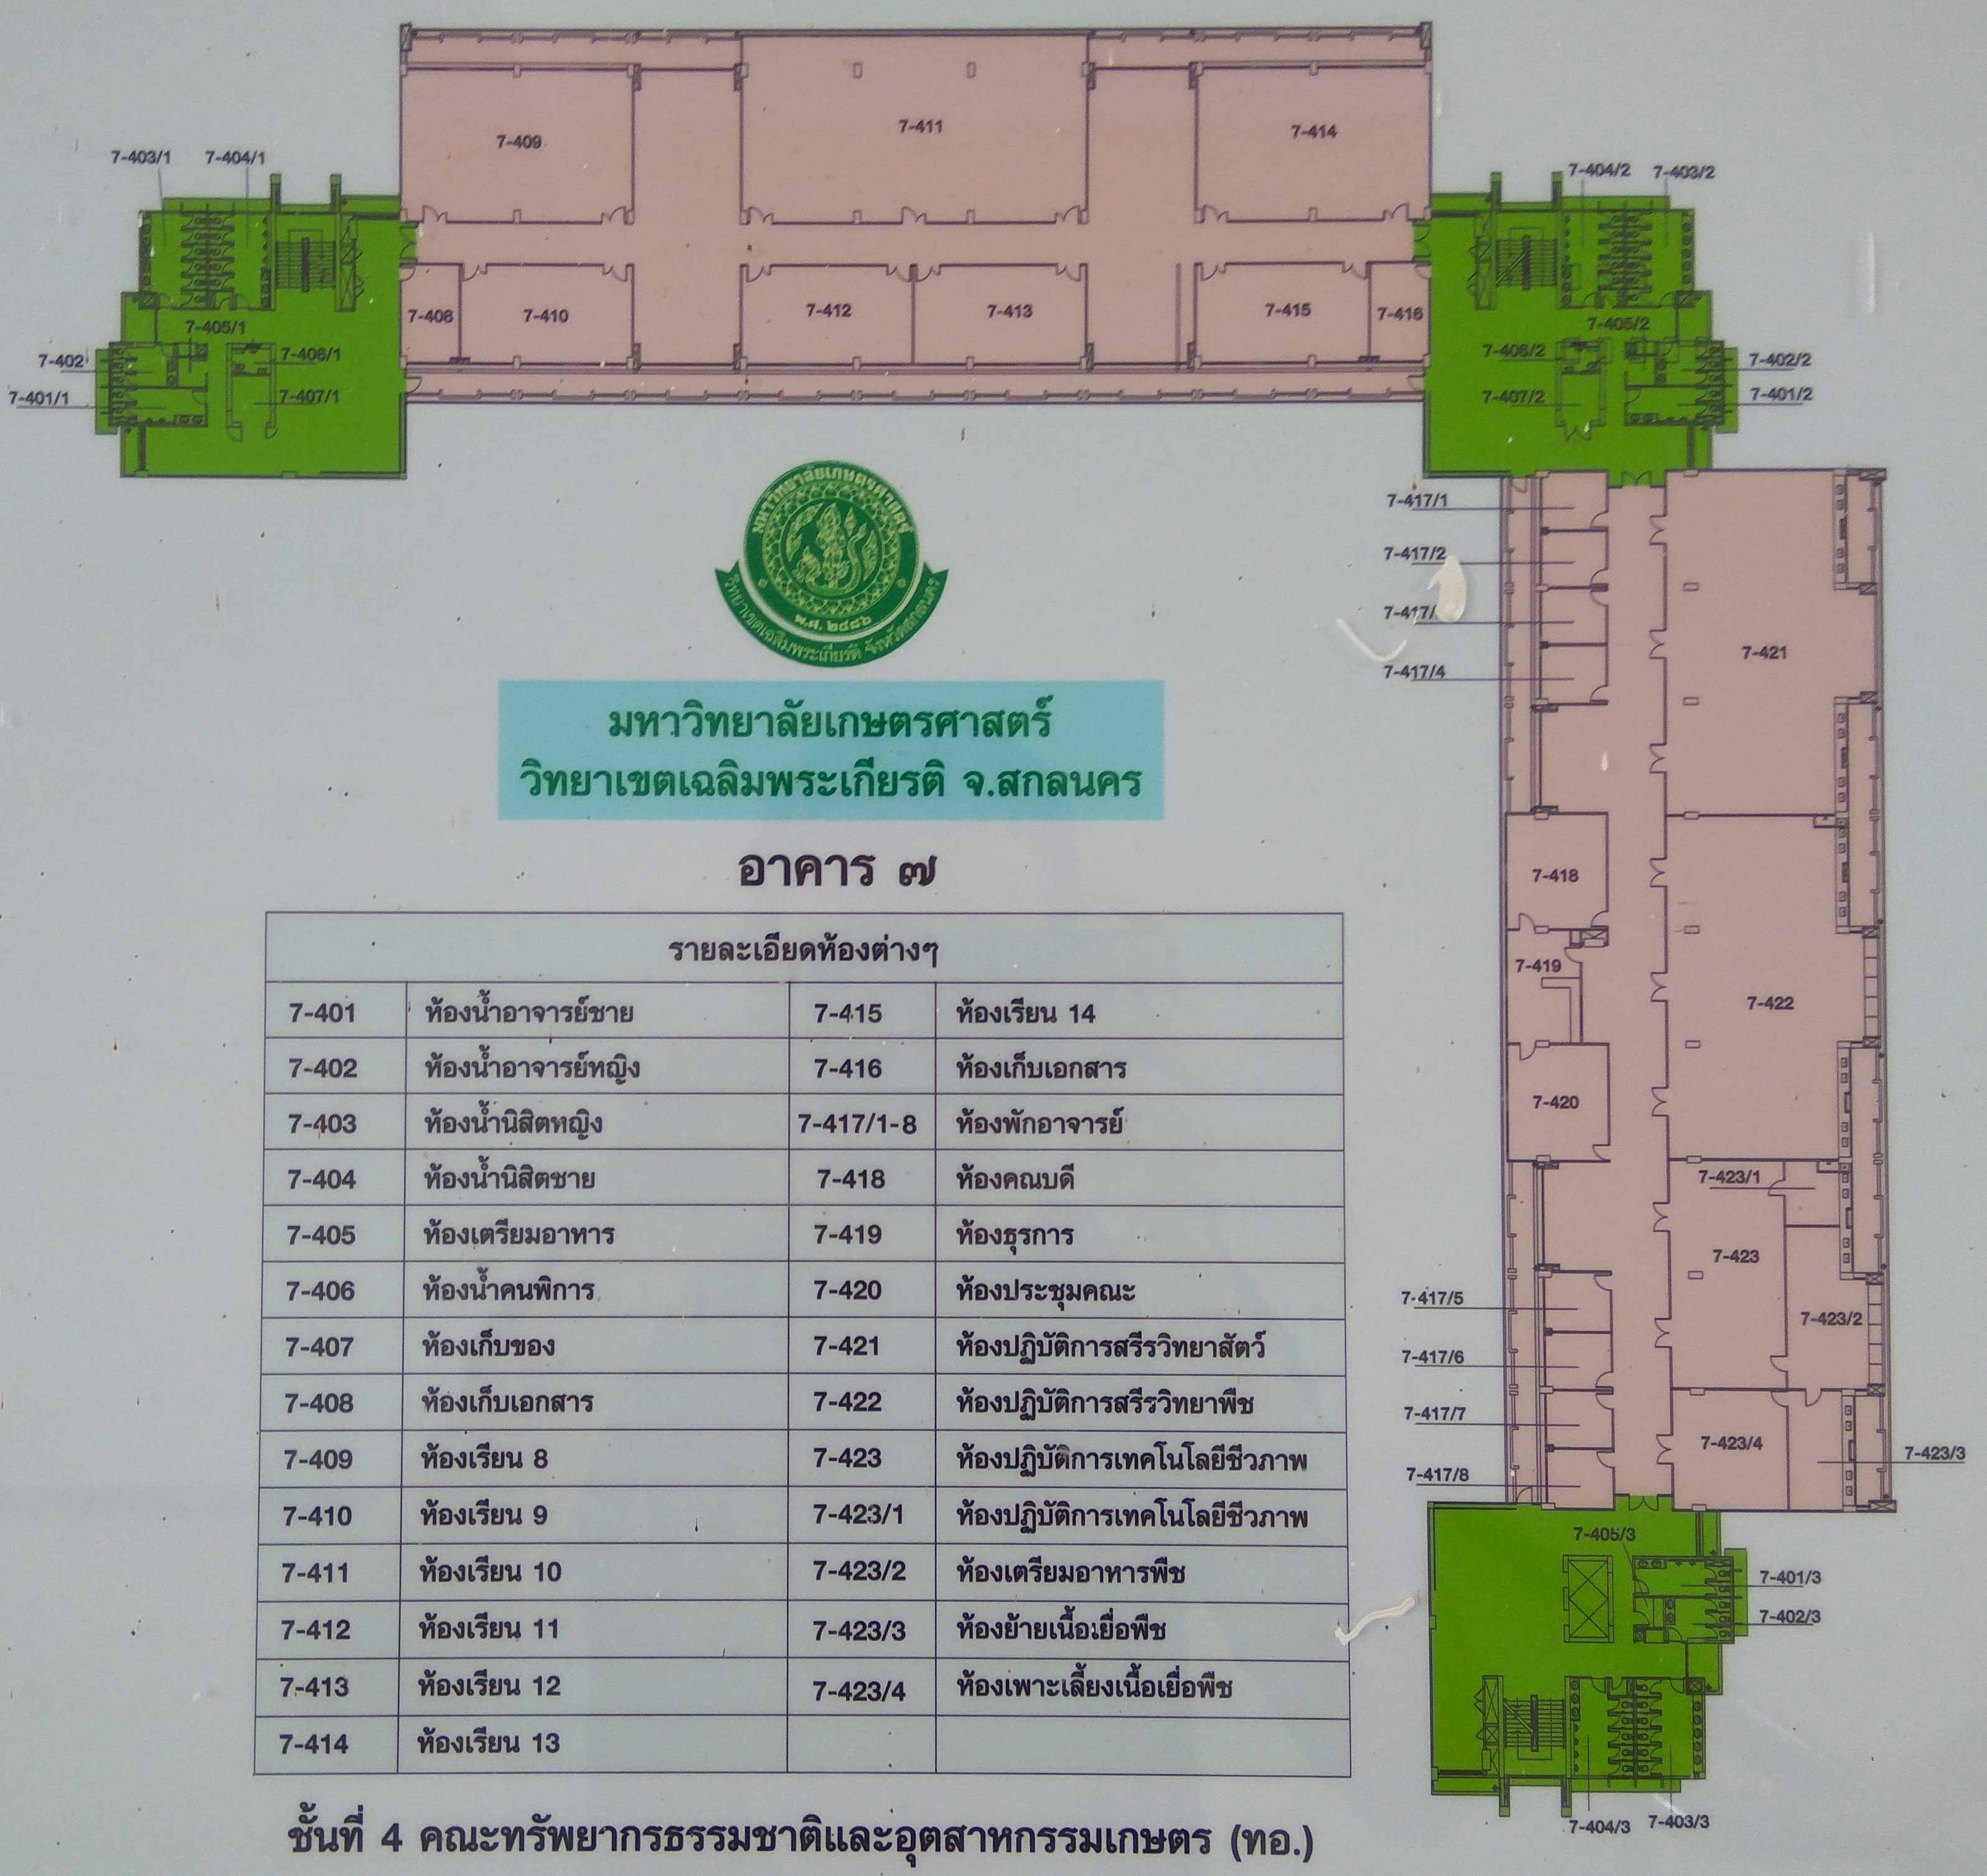 7-409
7-411
7-414
7-403/1
7-404/1
7-404/2
7-403/2
7-408
7-410
7-412
7-413
7-415
7-416
7-405/1
7-405/2
7-402
7-406/1
7-406/2
7-402/2
7-401/1
7-407/1
7-407/2
7-401/2
มหาวิทยาลัยเกษตรศาสตร์
พ.ศ. ๒๔๘๖
วิทยาเขตเฉลิมพระเกียรติ จังหวัดสกลนคร
7-417/1
7-417/2
7-417/
7-417/4
7-421
7-418
7-419
7-422
7-420
7-423/1
7-423
7-417/5
7-423/2
7-417/6
7-417/7
7-423/4
7-423/3
7-417/8
7-405/3
7-401/3
7-402/3
7-404/3
7-403/3
มหาวิทยาลัยเกษตรศาสตร์
วิทยาเขตเฉลิมพระเกียรติ จ.สกลนคร
อาคาร ๗
รายละเอียดห้องต่างๆ
7-401 ห้องน้ำอาจารย์ชาย 7-415 ห้องเรียน 14
7-402 ห้องน้ำอาจารย์หญิง 7-416 ห้องเก็บเอกสาร
7-403 ห้องน้ำนิสิตหญิง 7-417/1-8 ห้องพักอาจารย์
7-404 ห้องน้ำนิสิตชาย 7-418 ห้องคณบดี
7-405 ห้องเตรียมอาหาร 7-419 ห้องธุรการ
7-406 ห้องน้ำคนพิการ 7-420 ห้องประชุมคณะ
7-407 ห้องเก็บของ 7-421 ห้องปฏิบัติการสรีรวิทยาสัตว์
7-408 ห้องเก็บเอกสาร 7-422 ห้องปฏิบัติการสรีรวิทยาพืช
7-409 ห้องเรียน 8 7-423 ห้องปฏิบัติการเทคโนโลยีชีวภาพ
7-410 ห้องเรียน 9 7-423/1 ห้องปฏิบัติการเทคโนโลยีชีวภาพ
7-411 ห้องเรียน 10 7-423/2 ห้องเตรียมอาหารพืช
7-412 ห้องเรียน 11 7-423/3 ห้องย้ายเนื้อเยื่อพืช
7-413 ห้องเรียน 12 7-423/4 ห้องเพาะเลี้ยงเนื้อเยื่อพืช
7-414 ห้องเรียน 13
ชั้นที่ 4 คณะทรัพยากรธรรมชาติและอุตสาหกรรมเกษตร (ทอ.)